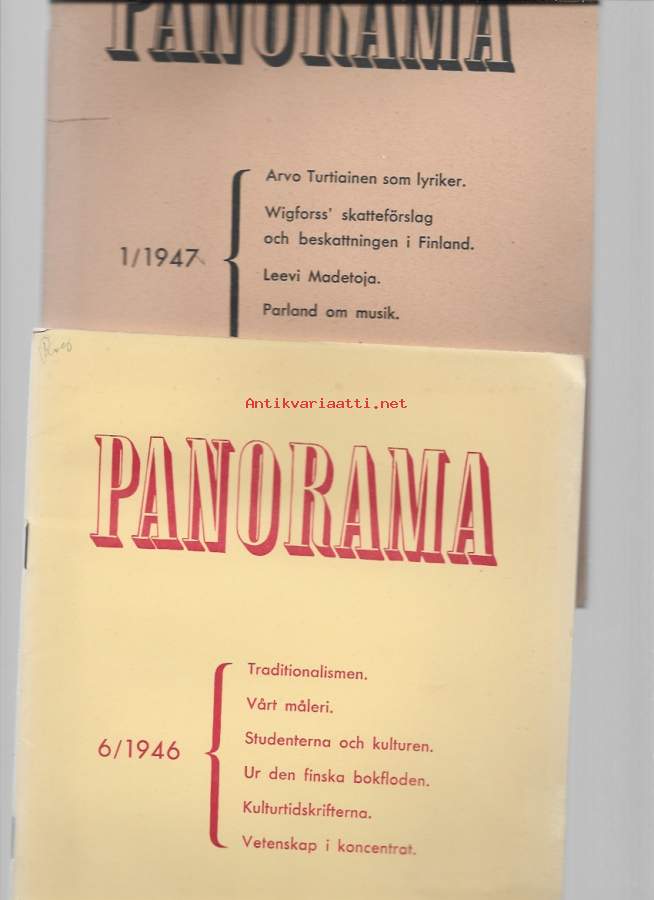 PANORAMA
Arvo Turtiainen som lyriker.
Wigforss' skatteförslag
och beskattningen i Finland.
1/1947
Leevi Madetoja.
Parland om musik.
Antikvariaatti.net
PANORAMA
Traditionalismen.
Vårt måleri.
Studenterna och kulturen.
6/1946
Ur den finska bokfloden.
Kulturtidskrifterna.
Vetenskap i koncentrat.